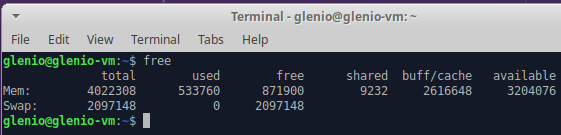 Terminal - glenio@glenio-vm: ~
File Edit View Terminal Tabs Help
glenio@glenio-vm:~$ free
total used free shared buff/cache available
Mem: 4022308 533760 871900 9232 2616648 3204076
Swap: 2097148 0 2097148
glenio@glenio-vm:~$